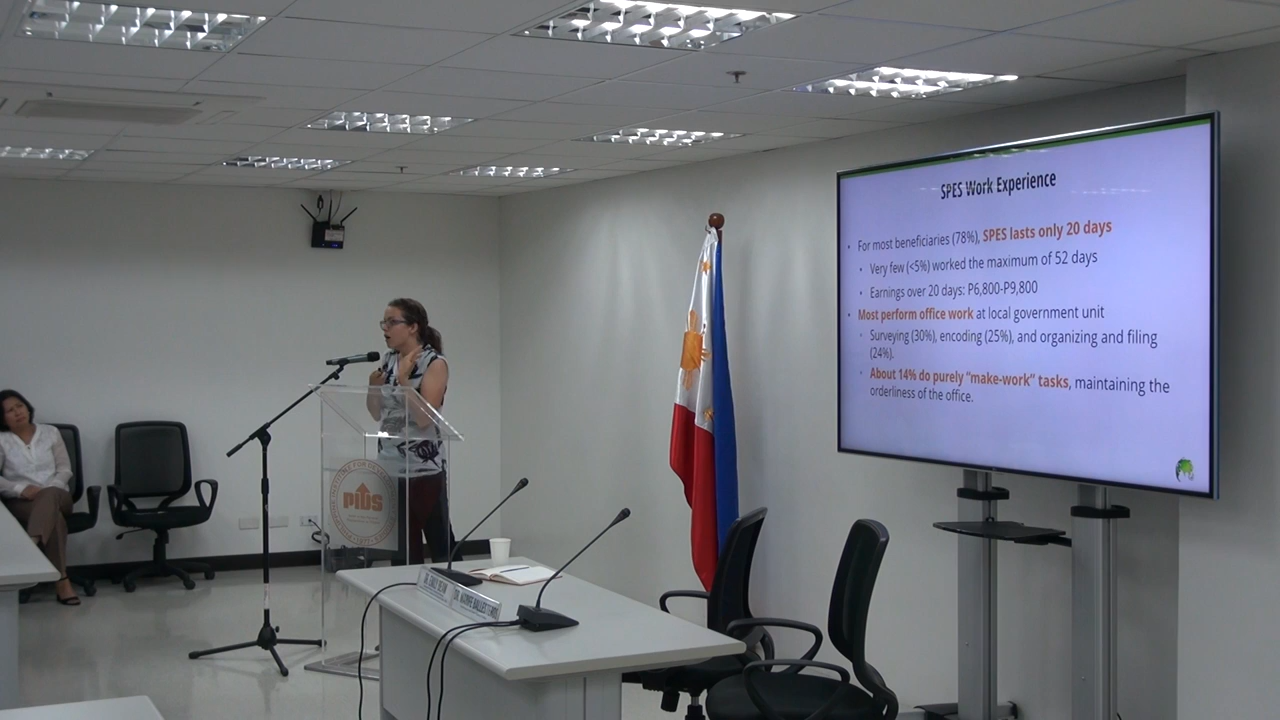 SPES Work Experience
• For most beneficiaries (78%), SPES lasts only 20 days
• Very few (<5%) worked the maximum of 52 days
• Earnings over 20 days: P6,800-P9,800
• Most perform office work at local government unit
• Surveying (30%), encoding (25%), and organizing and filing
(24%).
• About 14% do purely "make-work" tasks, maintaining the
orderliness of the office.
PIDS